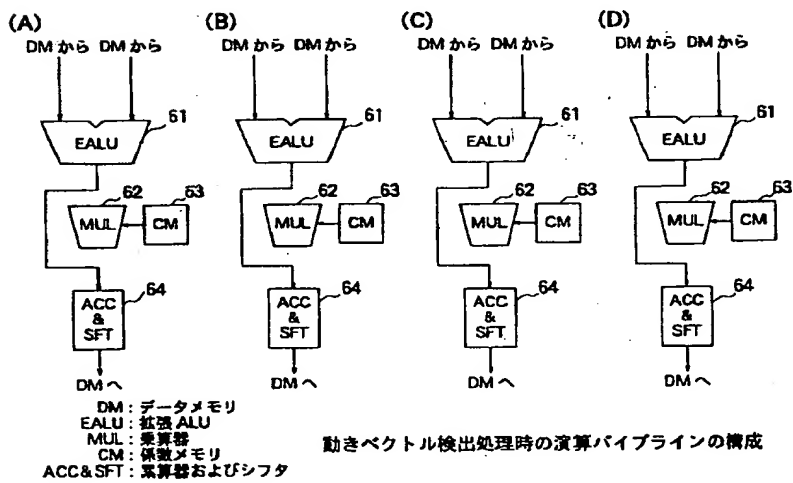 (A) (B) (C) (D)
DM から DM から DM から DM から DM から DM から DM から DM から
61 61 61 61
EALU EALU EALU EALU
62 63 62 63 62 63 62 63
MUL CM MUL CM MUL CM MUL CM
64 64 64 64
ACC ACC ACC ACC
& & & &
SFT SFT SFT SFT
DM へ DM へ DM へ DM へ
DM : データメモリ
EALU : 拡張 ALU
MUL : 乗算器
CM : 係数メモリ
ACC&SFT : 累算器およびシフタ
動きベクトル検出処理時の演算パイプラインの構成